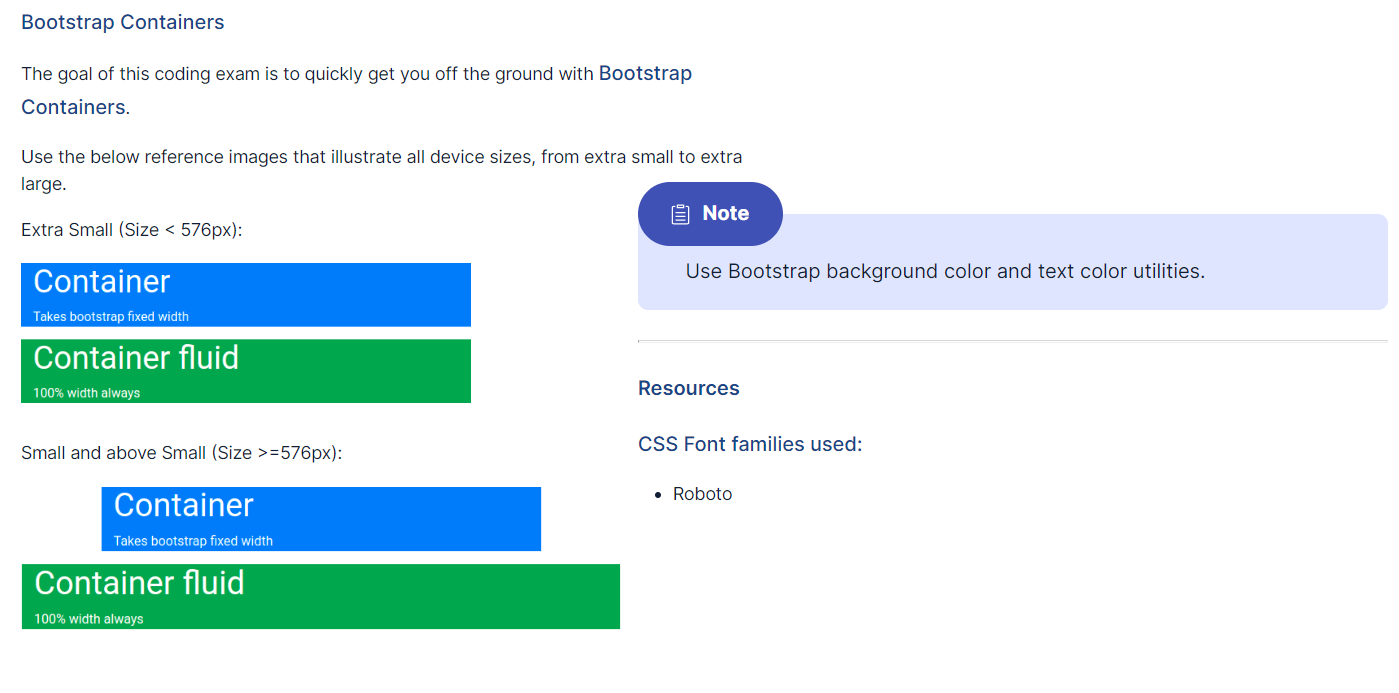 Bootstrap Containers
The goal of this coding exam is to quickly get you off the ground with Bootstrap
Containers.
Use the below reference images that illustrate all device sizes, from extra small to extra
large.
Extra Small (Size < 576px):
Container
Takes bootstrap fixed width
Container fluid
100% width always
Small and above Small (Size >=576px):
Container
Takes bootstrap fixed width
Container fluid
100% width always
Note
Use Bootstrap background color and text color utilities.
Resources
CSS Font families used:
• Roboto